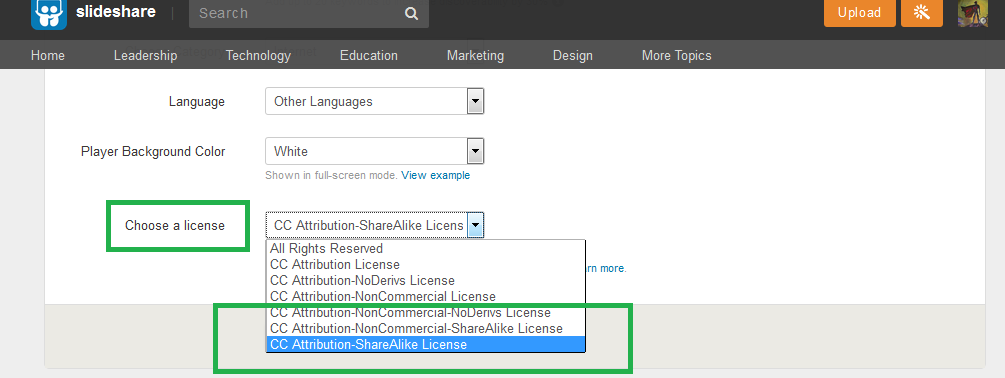 slideshare
Search
Upload
Home Leadership Technology Education Marketing Design More Topics
Language Other Languages
Player Background Color White
Shown in full-screen mode. View example
Choose a license CC Attribution-ShareAlike Licens
All Rights Reserved
CC Attribution License
rn more.
CC Attribution-NoDerivs License
CC Attribution-NonCommercial License
CC Attribution-NonCommercial-NoDerivs License
CC Attribution-NonCommercial-ShareAlike License
CC Attribution-ShareAlike License